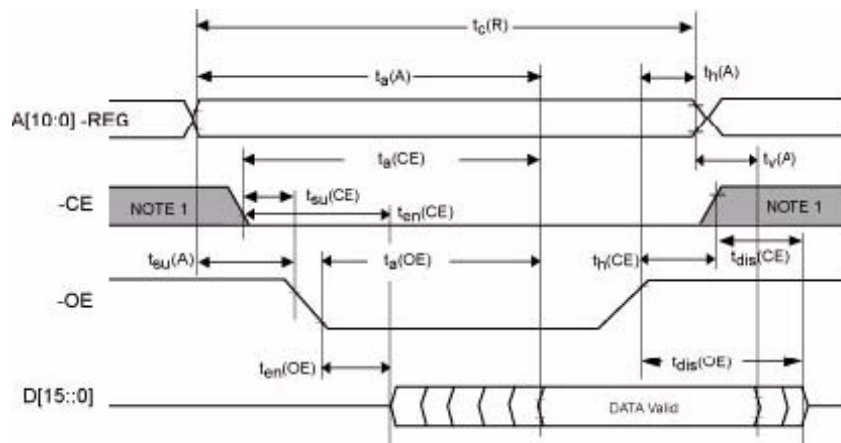 tc(R)
ta(A)
th(A)
A[10:0] -REG
ta(CE)
tv(A)
-CE
NOTE 1
tsu(CE)
ten(CE)
NOTE 1
tsu(A)
ta(OE)
th(CE)
tdis(CE)
-OE
ten(OE)
tdis(OE)
D[15::0]
DATA Valid